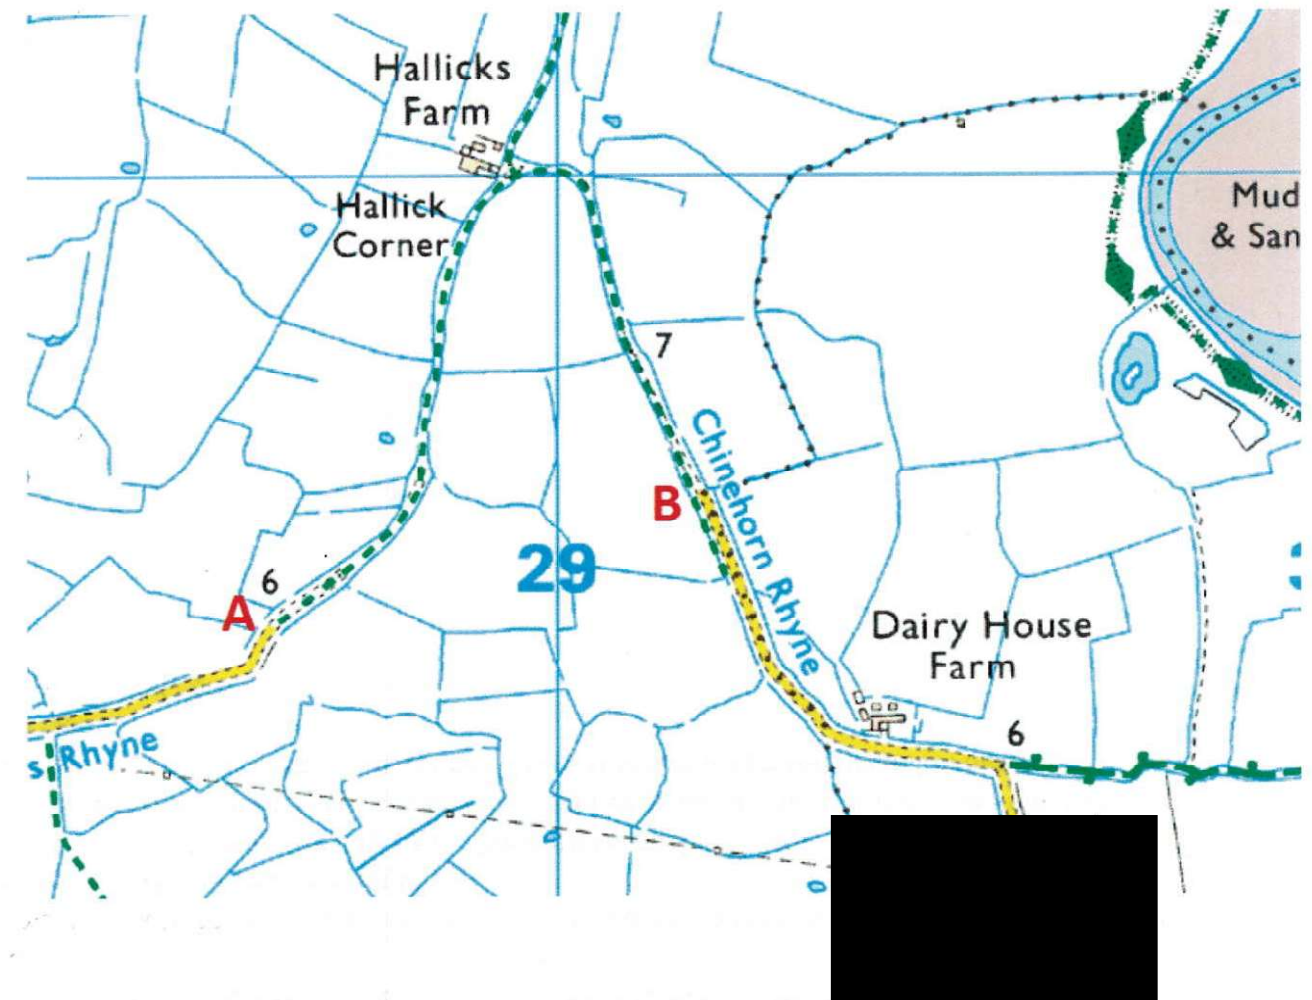 Hallicks
Farm
Hallick
Corner
Mud
& San
7
Chinehorn Rhyne
B
29
6
A
Dairy House
Farm
6
s Rhyne